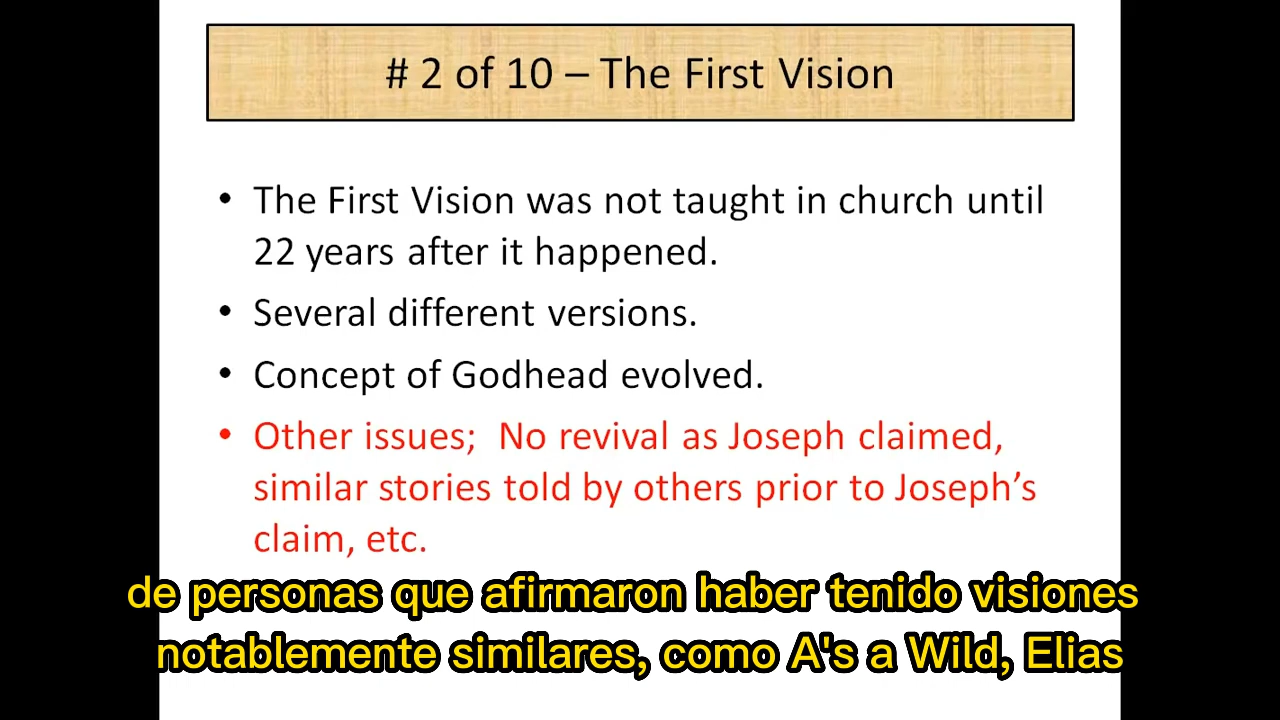 # 2 of 10 – The First Vision
• The First Vision was not taught in church until
22 years after it happened.
• Several different versions.
• Concept of Godhead evolved.
• Other issues;  No revival as Joseph claimed,
similar stories told by others prior to Joseph’s
claim, etc.
de personas que afirmaron haber tenido visiones
notablemente similares, como A's a Wild, Elias